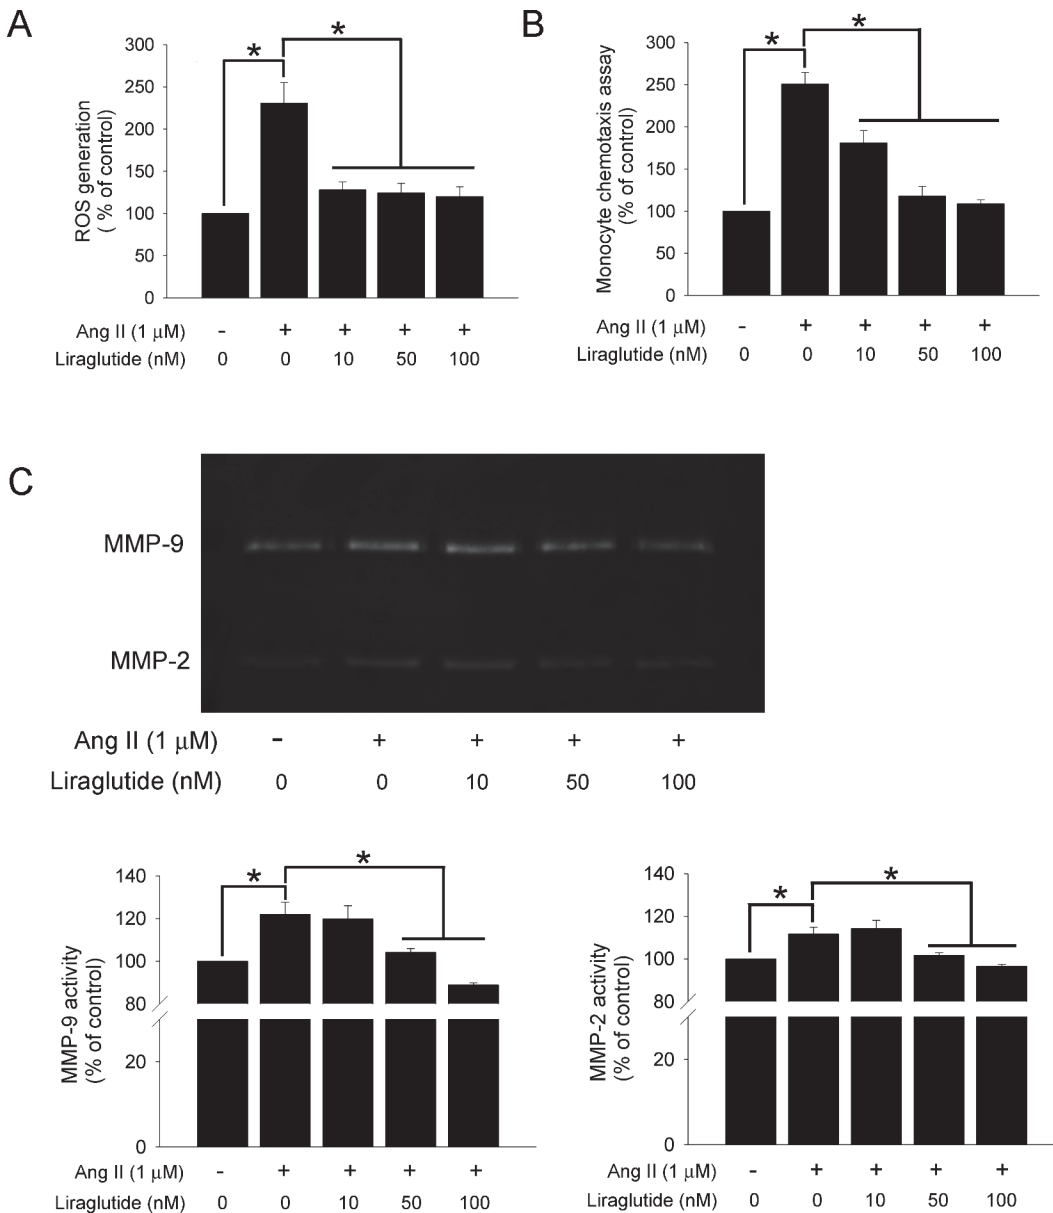 A
B
*
*
*
*
300
250
200
150
100
50
0
ROS generation
( % of control)
Ang II (1 μM) - + + + +
Liraglutide (nM) 0 0 10 50 100
300
250
200
150
100
50
0
Monocyte chemotaxis assay
(% of control)
Ang II (1 μM) - + + + +
Liraglutide (nM) 0 0 10 50 100
C
MMP-9
MMP-2
Ang II (1 μM) - + + + +
Liraglutide (nM) 0 0 10 50 100
*
*
140
120
100
80
20
0
MMP-9 activity
(% of control)
Ang II (1 μM) - + + + +
Liraglutide (nM) 0 0 10 50 100
*
*
140
120
100
80
20
0
MMP-2 activity
(% of control)
Ang II (1 μM) - + + + +
Liraglutide (nM) 0 0 10 50 100